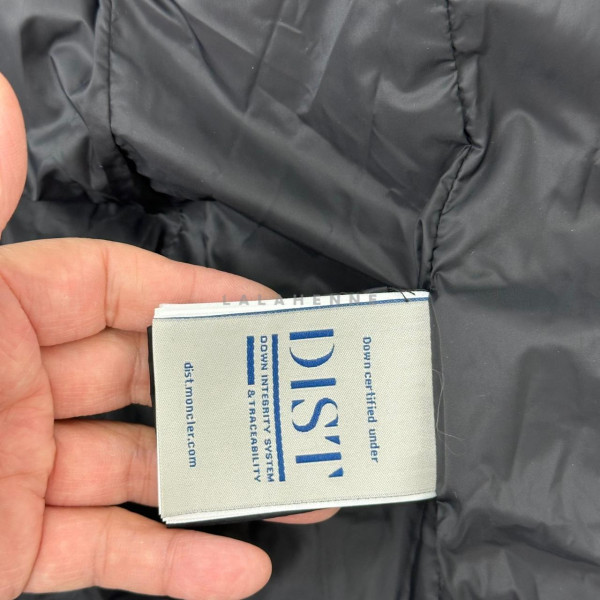 LALAHENNE
Down certified under
DIST
DOWN INTEGRITY SYSTEM
& TRACEABILITY
dist.moncler.com